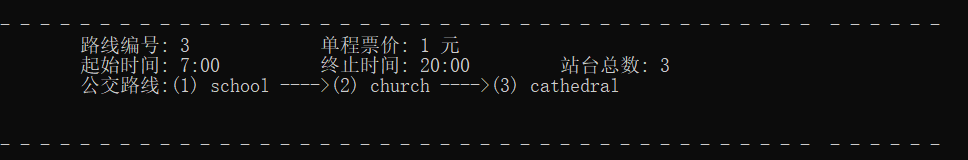 - - - - - - - - - - - - - - - - - - - - - - - - - - - - - - - - - - - - - - - - - - - - - - -
路线编号: 3 单程票价: 1 元
起始时间: 7:00 终止时间: 20:00 站台总数: 3
公交路线:(1) school ---->(2) church ---->(3) cathedral
- - - - - - - - - - - - - - - - - - - - - - - - - - - - - - - - - - - - - - - - - - - - - - -